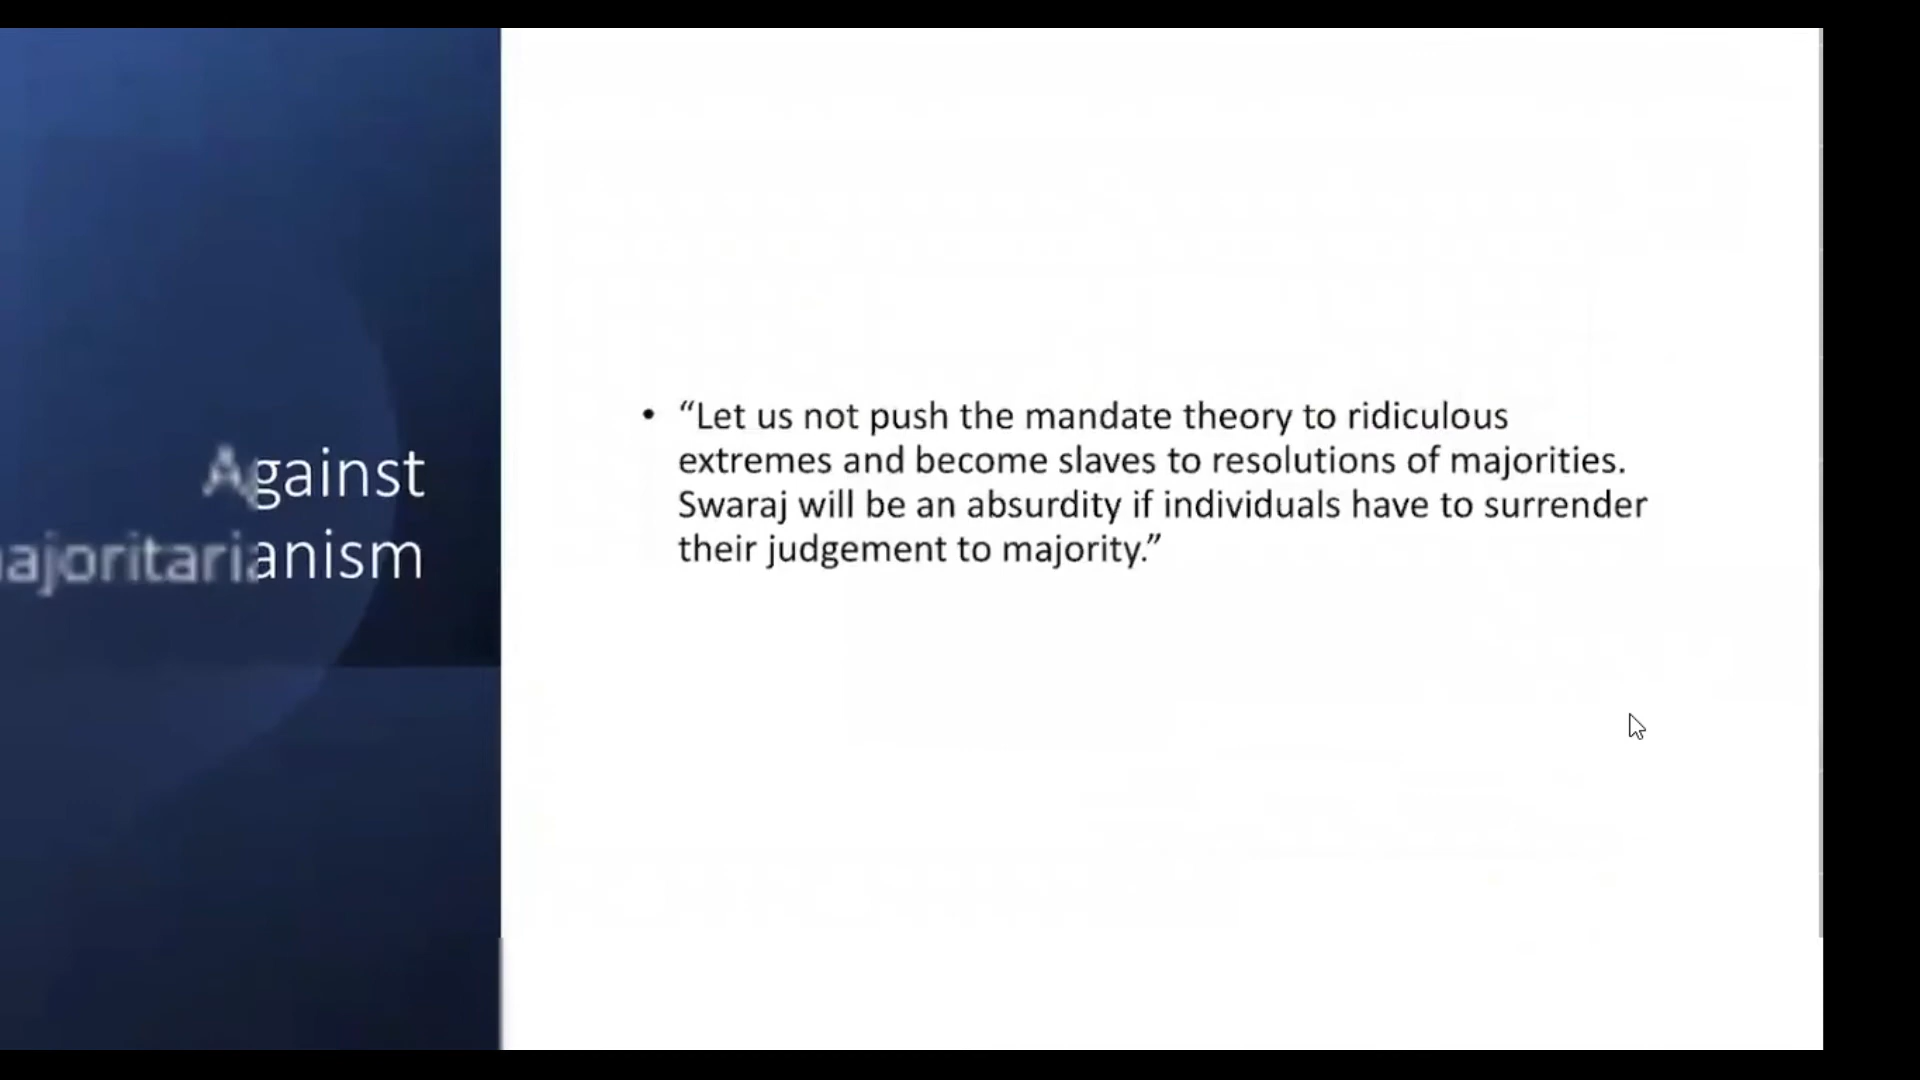 Against
ajoritarianism
• “Let us not push the mandate theory to ridiculous
extremes and become slaves to resolutions of majorities.
Swaraj will be an absurdity if individuals have to surrender
their judgement to majority.”